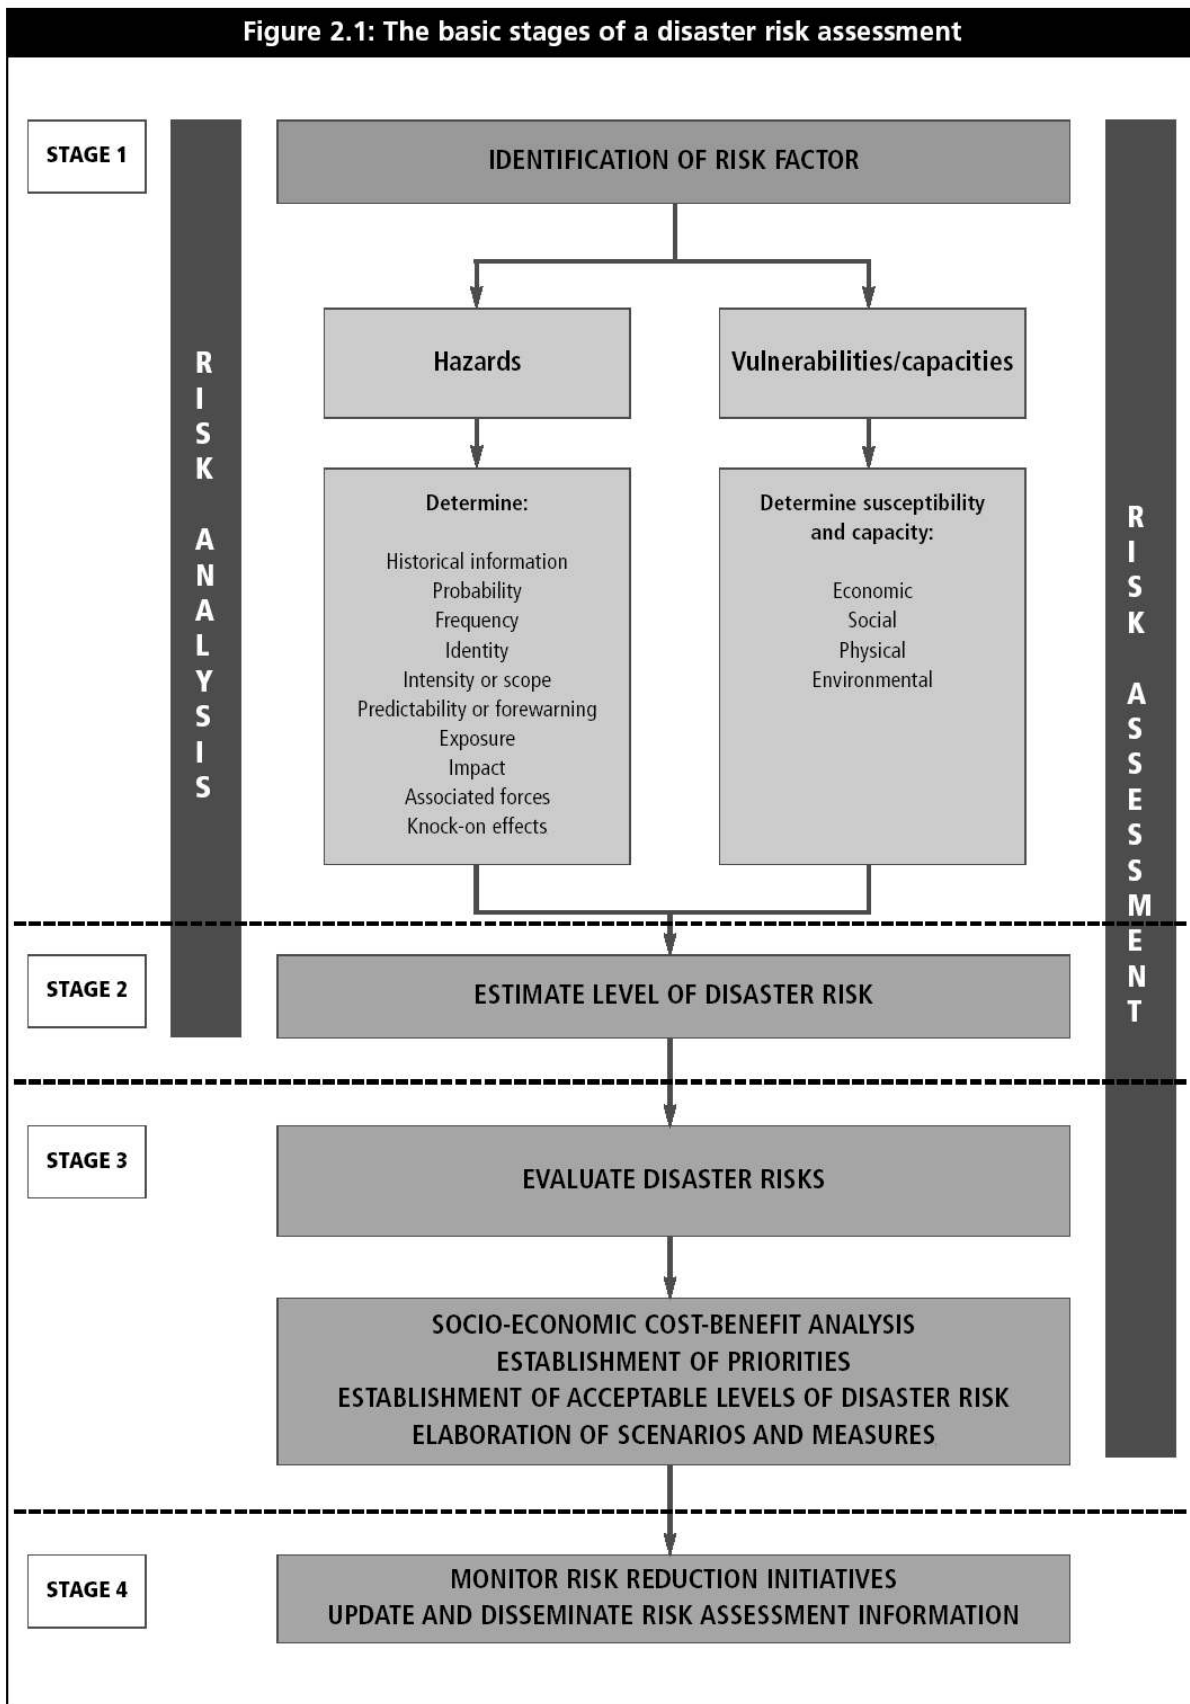 Figure 2.1: The basic stages of a disaster risk assessment
STAGE 1
RISK ANALYSIS
IDENTIFICATION OF RISK FACTOR
RISK ASSESSMENT
Hazards
Vulnerabilities/capacities
Determine:
Historical information
Probability
Frequency
Identity
Intensity or scope
Predictability or forewarning
Exposure
Impact
Associated forces
Knock-on effects
Determine susceptibility
and capacity:
Economic
Social
Physical
Environmental
STAGE 2
ESTIMATE LEVEL OF DISASTER RISK
STAGE 3
EVALUATE DISASTER RISKS
SOCIO-ECONOMIC COST-BENEFIT ANALYSIS
ESTABLISHMENT OF PRIORITIES
ESTABLISHMENT OF ACCEPTABLE LEVELS OF DISASTER RISK
ELABORATION OF SCENARIOS AND MEASURES
STAGE 4
MONITOR RISK REDUCTION INITIATIVES
UPDATE AND DISSEMINATE RISK ASSESSMENT INFORMATION